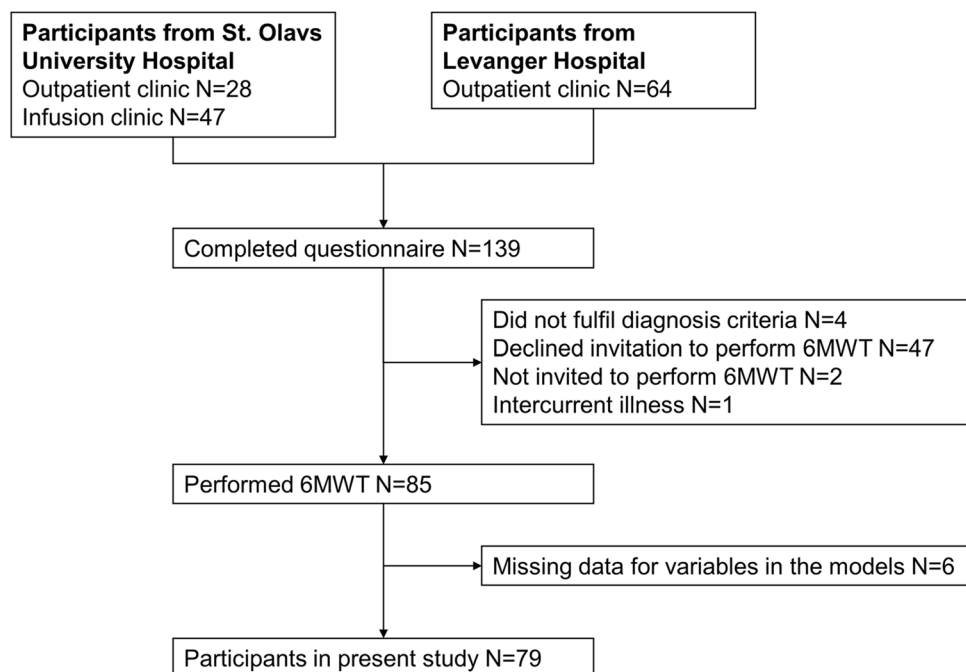 Participants from St. Olavs
University Hospital
Outpatient clinic N=28
Infusion clinic N=47
Participants from
Levanger Hospital
Outpatient clinic N=64
Completed questionnaire N=139
Did not fulfil diagnosis criteria N=4
Declined invitation to perform 6MWT N=47
Not invited to perform 6MWT N=2
Intercurrent illness N=1
Performed 6MWT N=85
Missing data for variables in the models N=6
Participants in present study N=79